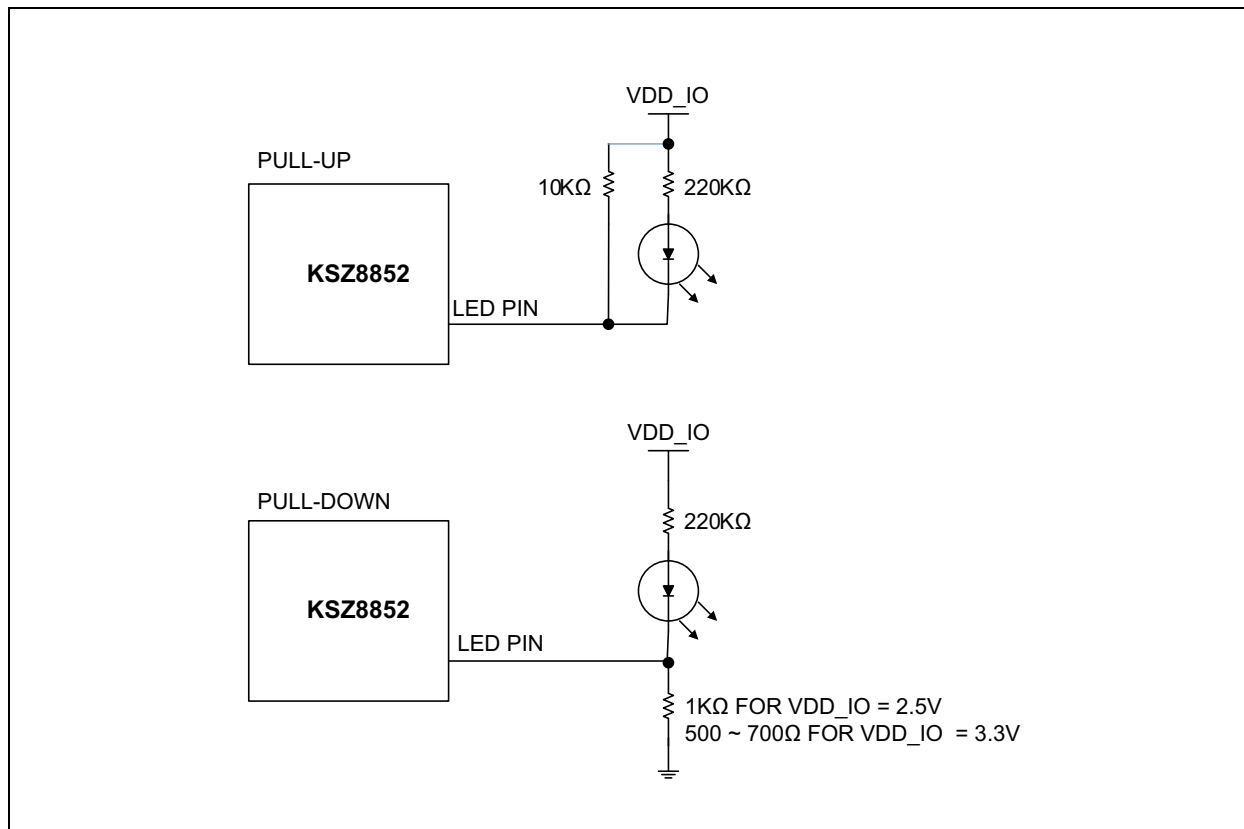 VDD_IO
PULL-UP
10KΩ
220KΩ
KSZ8852
LED PIN
VDD_IO
PULL-DOWN
220KΩ
KSZ8852
LED PIN
1KΩ FOR VDD_IO = 2.5V
500 ~ 700Ω FOR VDD_IO = 3.3V